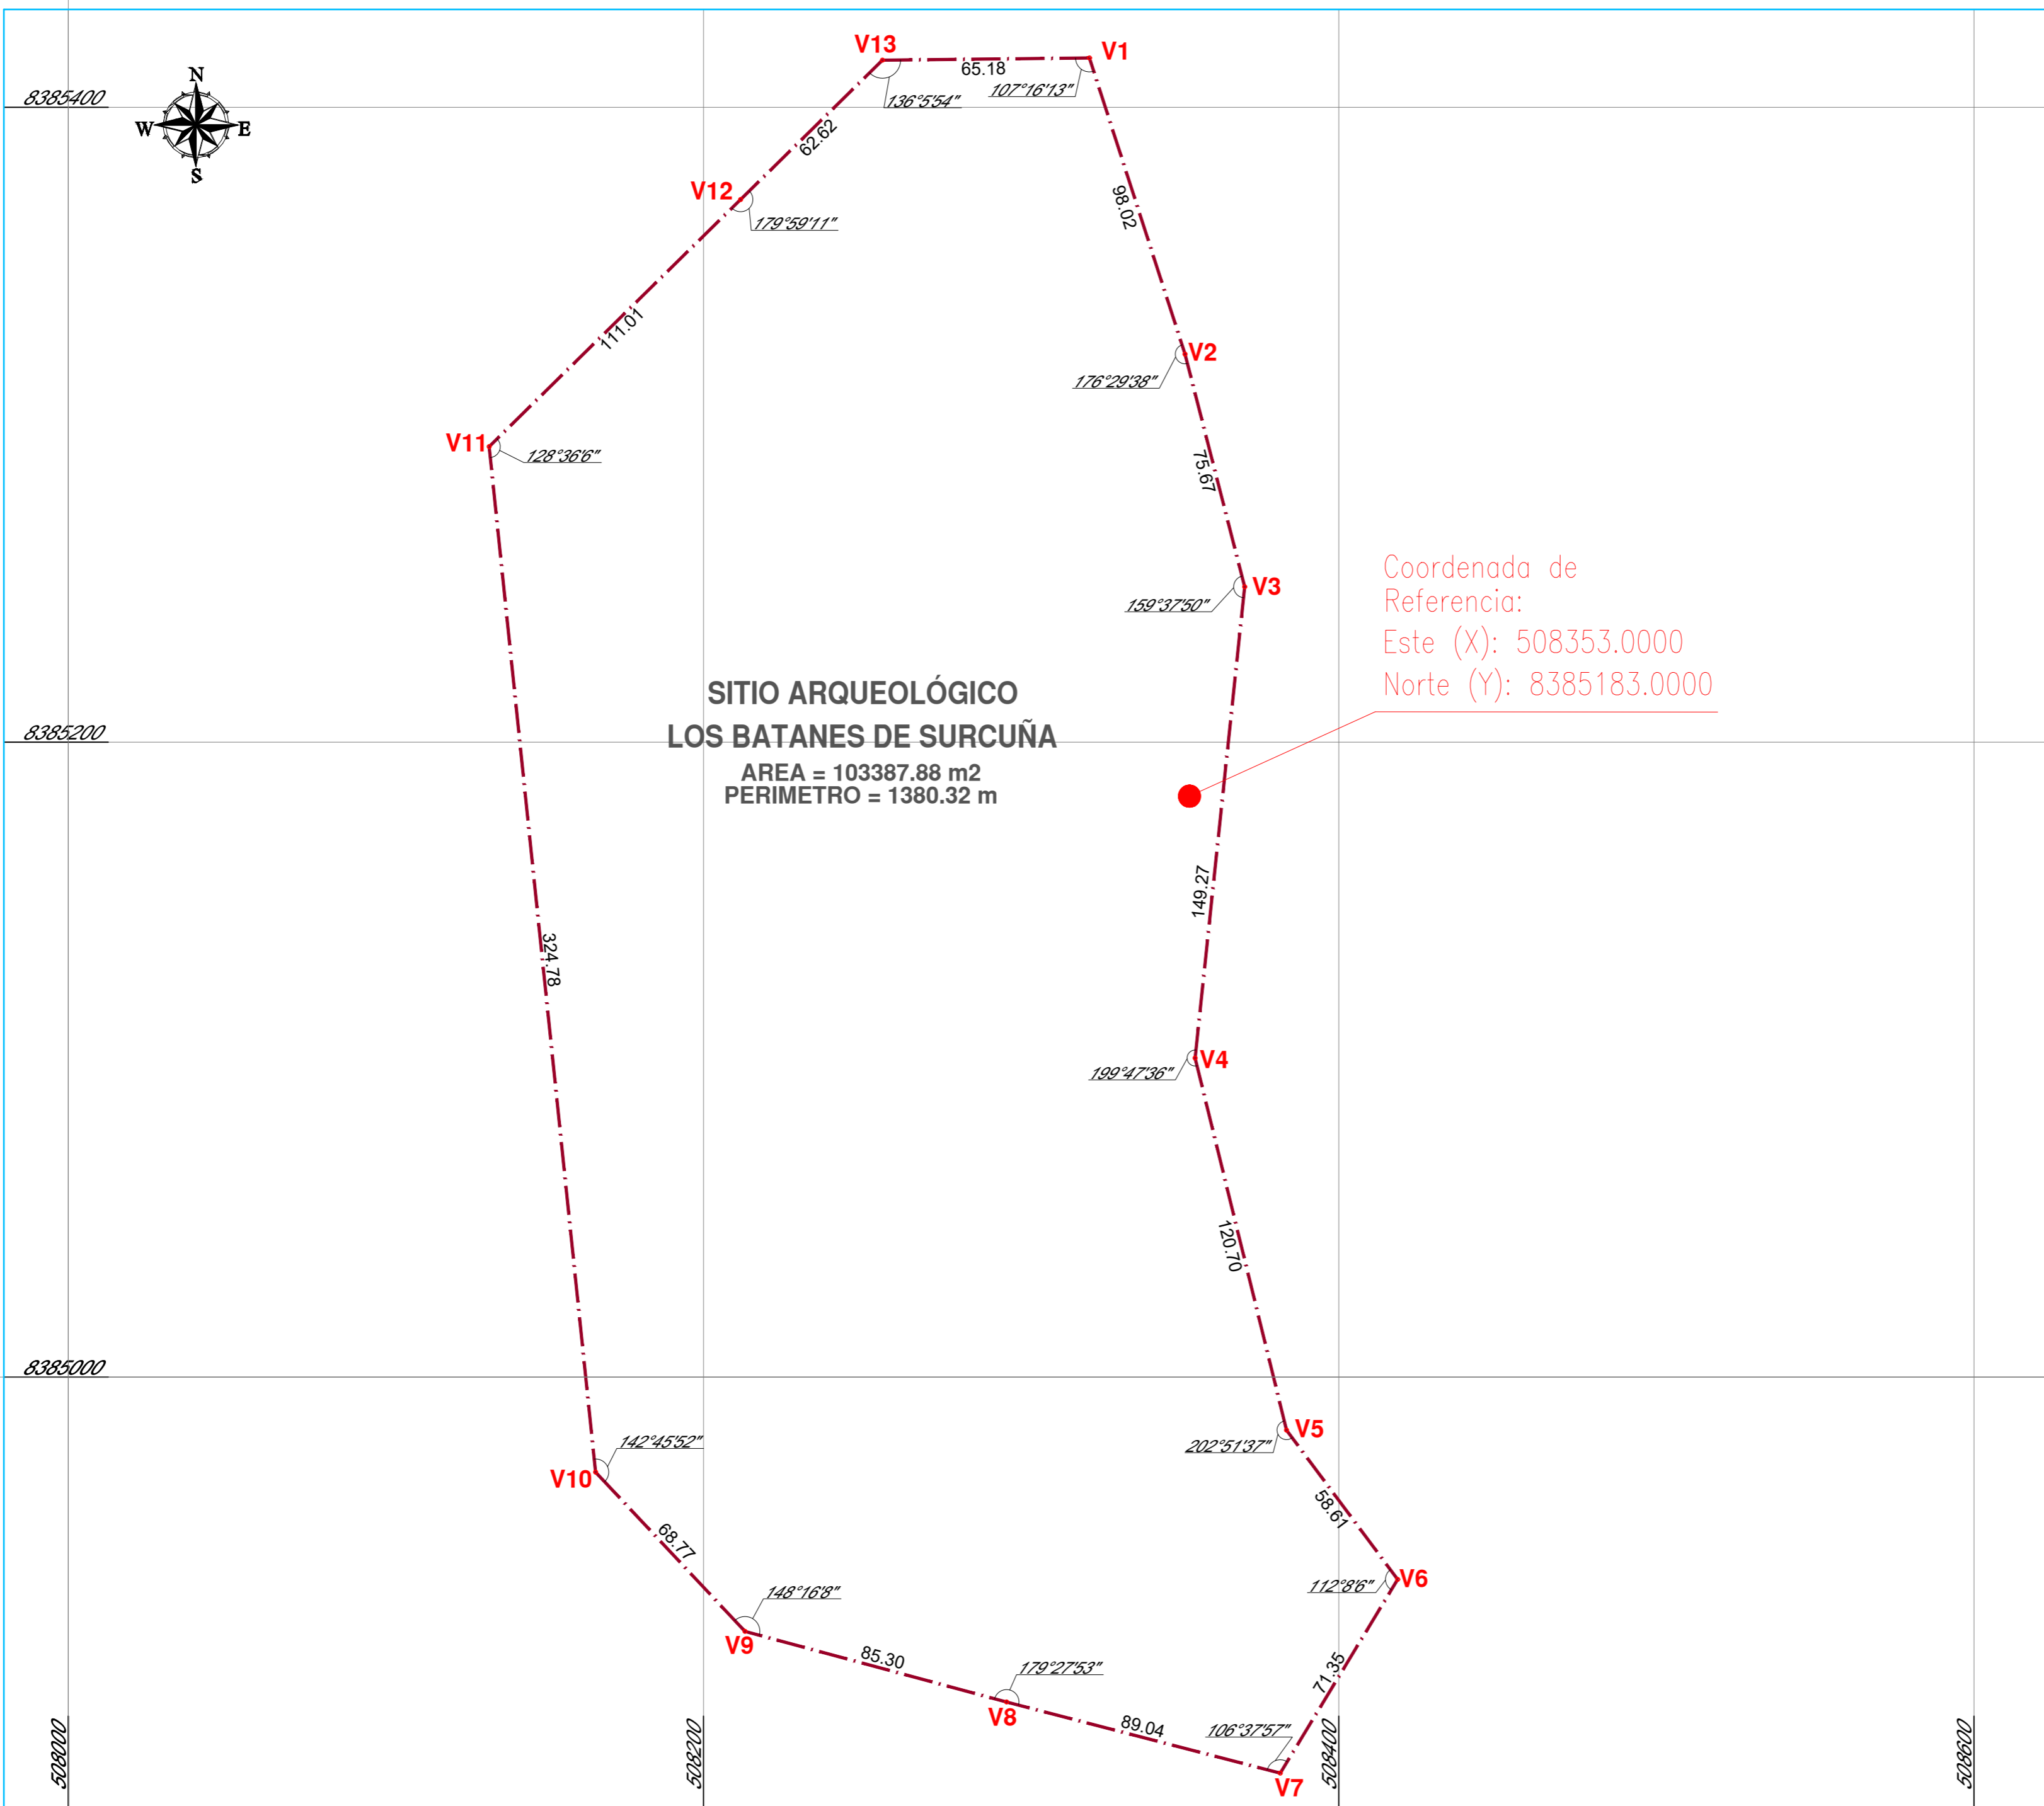 V13
V1
65.18
N
W
E
S
8385400
136°5'54"
107°16'13"
62.62
V12
179°59'11"
98.02
111.01
V2
176°29'38"
V11
128°36'6"
75.67
V3
159°37'50"
Coordenada de
Referencia:
Este (X): 508353.0000
Norte (Y): 8385183.0000
SITIO ARQUEOLÓGICO
LOS BATANES DE SURCUÑA
AREA = 103387.88 m2
PERIMETRO = 1380.32 m
8385200
149.27
324.78
V4
199°47'36"
120.70
8385000
V5
202°51'37"
142°45'52"
V10
58.61
68.77
V6
112°8'6"
148°16'8"
V9
85.30
179°27'53"
V8
71.35
89.04
106°37'57"
V7
508000
508200
508400
508600